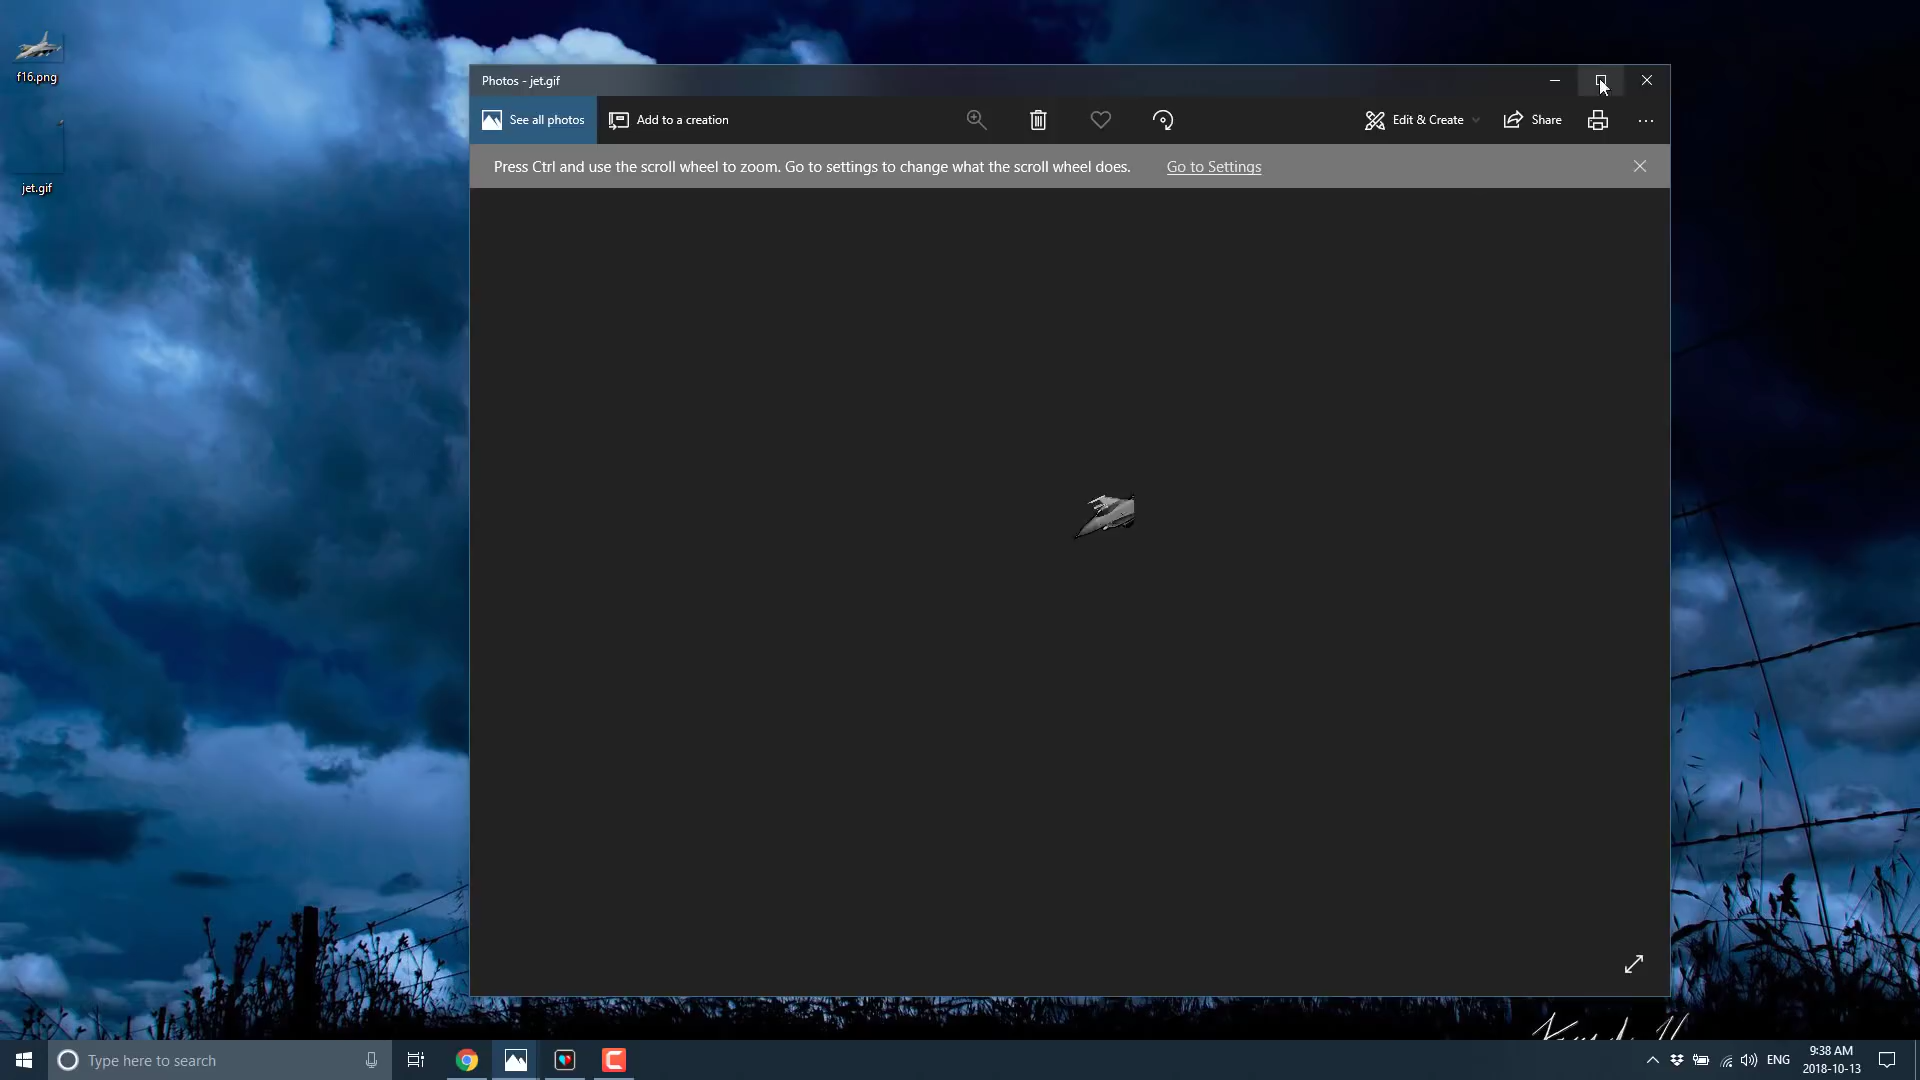 f16.png
jet.gif
Photos - jet.gif
See all photos
Add to a creation
Edit & Create
Share
Press Ctrl and use the scroll wheel to zoom. Go to settings to change what the scroll wheel does.
Go to Settings
Type here to search
ENG
9:38 AM
2018-10-13